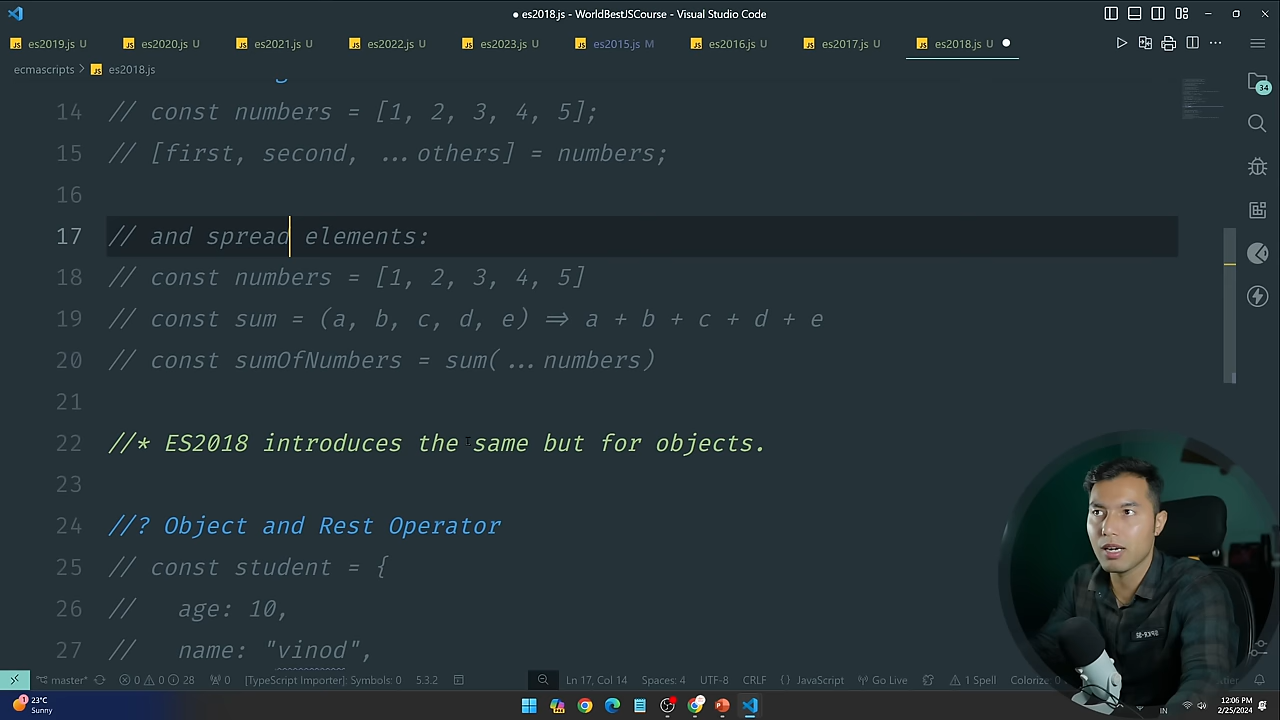 es2018.js - WorldBestJSCourse - Visual Studio Code
es2019.js U
es2020.js U
es2021.js U
es2022.js U
es2023.js U
es2015.js M
es2016.js U
es2017.js U
es2018.js U
ecmascripts > es2018.js
34
14 // const numbers = [1, 2, 3, 4, 5];
15 // [first, second, ...others] = numbers;
16
17 // and spread elements:
18 // const numbers = [1, 2, 3, 4, 5]
19 // const sum = (a, b, c, d, e) => a + b + c + d + e
20 // const sumOfNumbers = sum(...numbers)
21
22 //* ES2018 introduces the same but for objects.
23
24 //? Object and Rest Operator
25 // const student = {
26 // age: 10,
27 // name: "vinod",
master* 0 0 28 0 [TypeScript Importer]: Symbols: 0 5.3.2 Ln 17, Col 14 Spaces: 4 UTF-8 CRLF JavaScript Go Live 1 Spell Colorize: 0
23°C
Sunny
IN
12:06 PM
2/25/2024